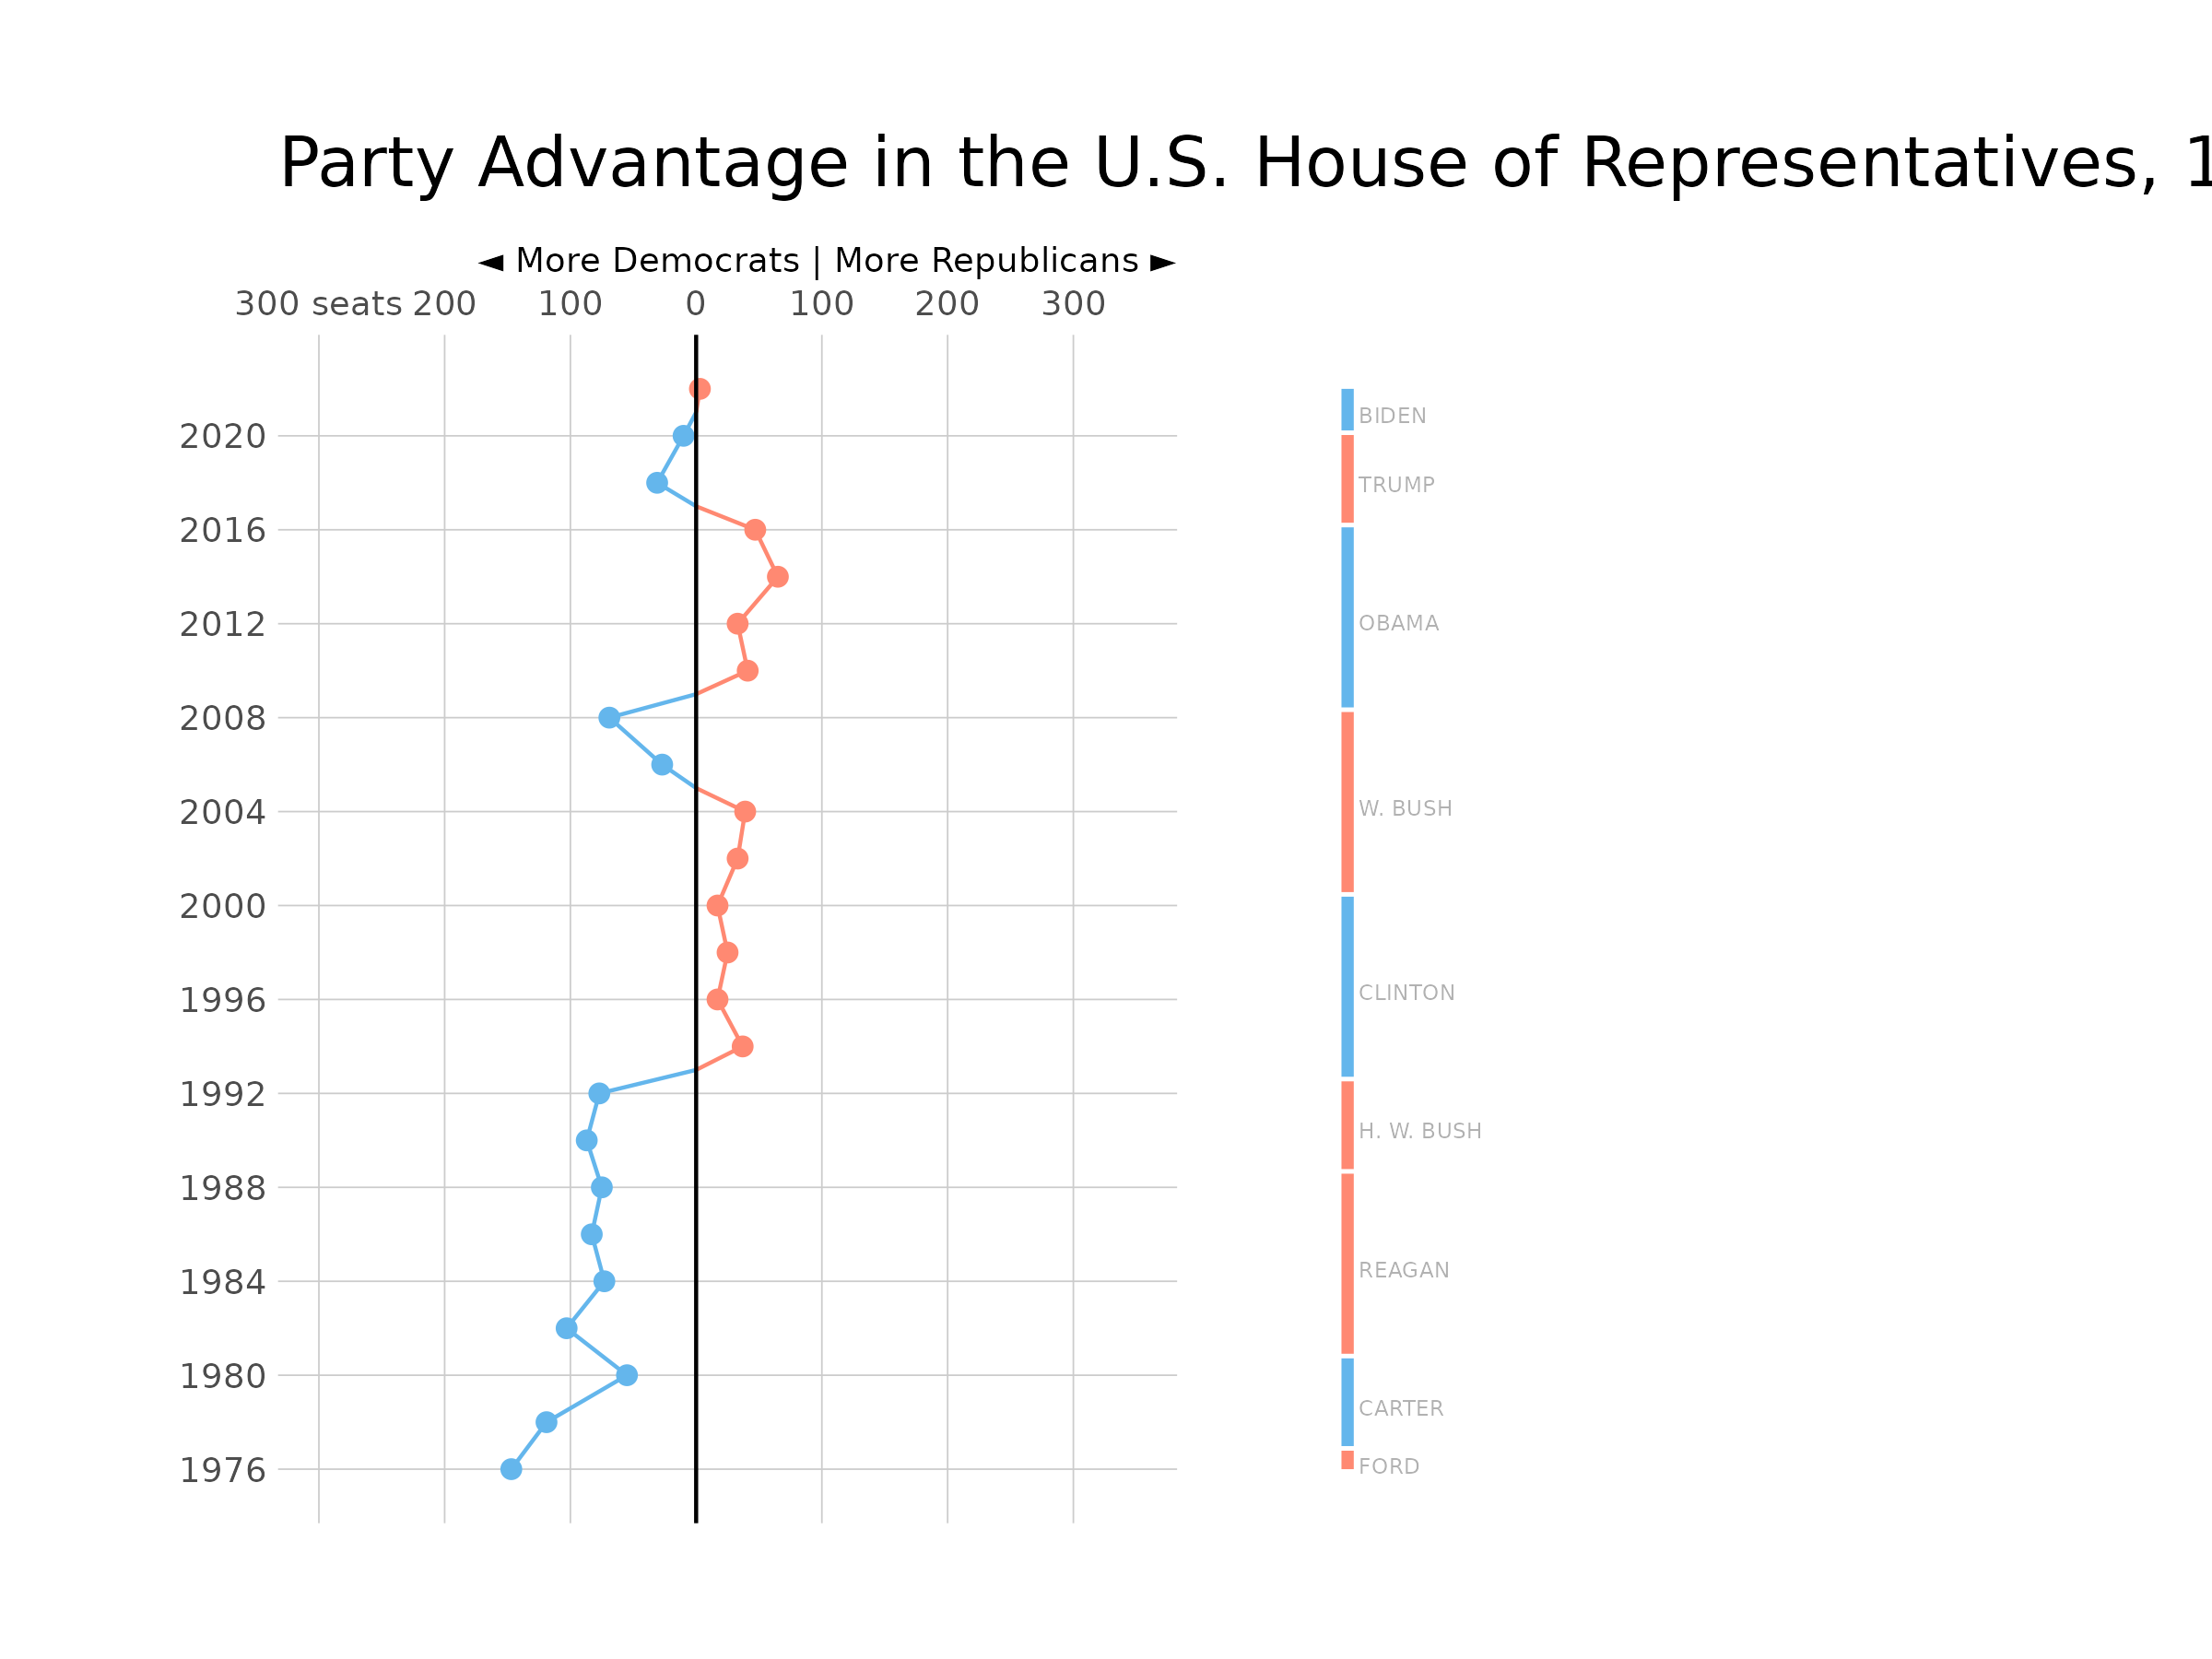 Party Advantage in the U.S. House of Representatives, 1
◄ More Democrats | More Republicans ►
300 seats 200 100 0 100 200 300
BIDEN
2020
TRUMP
2016
2012 OBAMA
2008
2004 W. BUSH
2000
1996 CLINTON
1992
H. W. BUSH
1988
1984 REAGAN
1980
CARTER
1976 FORD